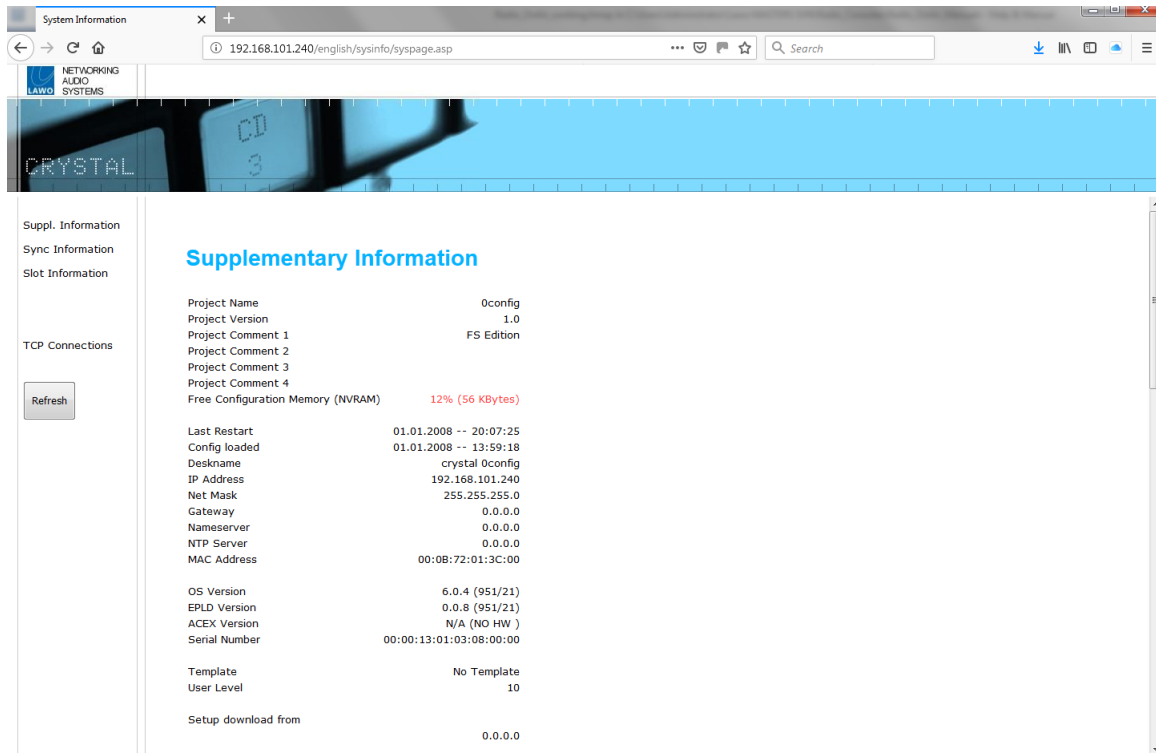 System Information
192.168.101.240/english/sysinfo/syspage.asp
Search
LAWO
NETWORKING
AUDIO
SYSTEMS
CD
3
CRYSTAL
Suppl. Information
Sync Information
Slot Information
TCP Connections
Refresh
Supplementary Information
Project Name 0config
Project Version 1.0
Project Comment 1 FS Edition
Project Comment 2
Project Comment 3
Project Comment 4
Free Configuration Memory (NVRAM) 12% (56 KBytes)
Last Restart 01.01.2008 -- 20:07:25
Config loaded 01.01.2008 -- 13:59:18
Deskname crystal 0config
IP Address 192.168.101.240
Net Mask 255.255.255.0
Gateway 0.0.0.0
Nameserver 0.0.0.0
NTP Server 0.0.0.0
MAC Address 00:0B:72:01:3C:00
OS Version 6.0.4 (951/21)
EPLD Version 0.0.8 (951/21)
ACEX Version N/A (NO HW )
Serial Number 00:00:13:01:03:08:00:00
Template No Template
User Level 10
Setup download from
0.0.0.0